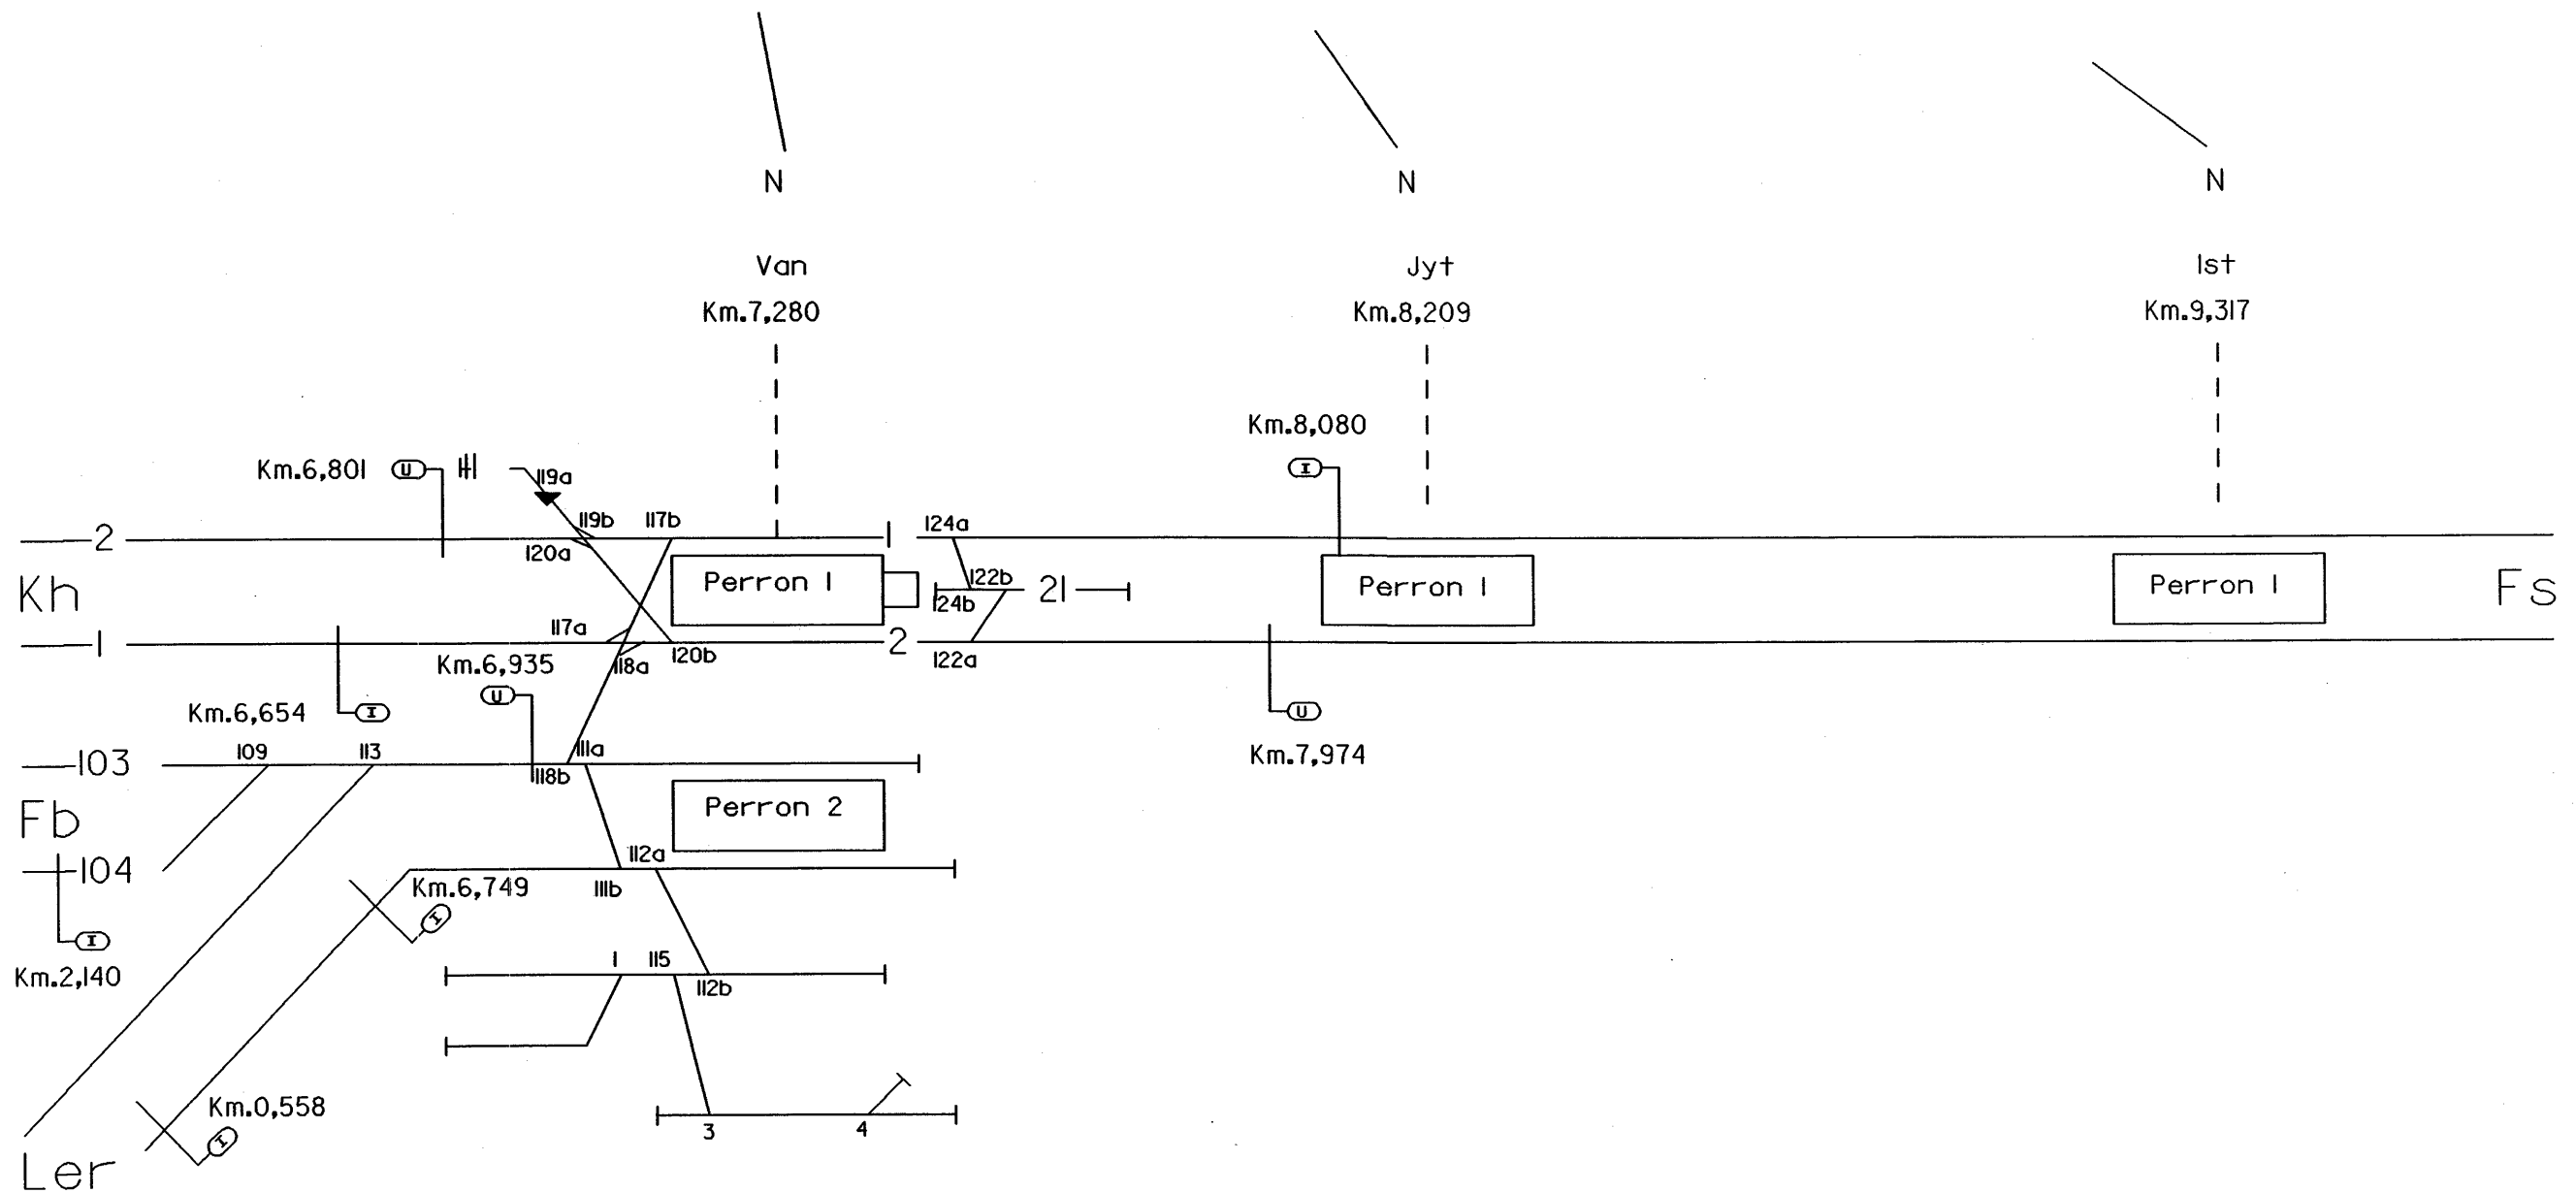 N
N
N
Van
Jyt
Ist
Km.7,280
Km.8,209
Km.9,317
Km.8,080
Km.6,801
U
I
119a
119b
117b
124a
2
1
120a
Kh
Perron 1
122b
21
Perron 1
Perron 1
Fs
124b
117a
1
2
Km.6,935
118a
120b
122a
U
Km.6,654
I
U
Km.7,974
109
113
111a
103
118b
Perron 2
Fb
112a
104
Km.6,749
111b
I
I
Km.2,140
1
115
112b
Km.0,558
I
3
4
Ler